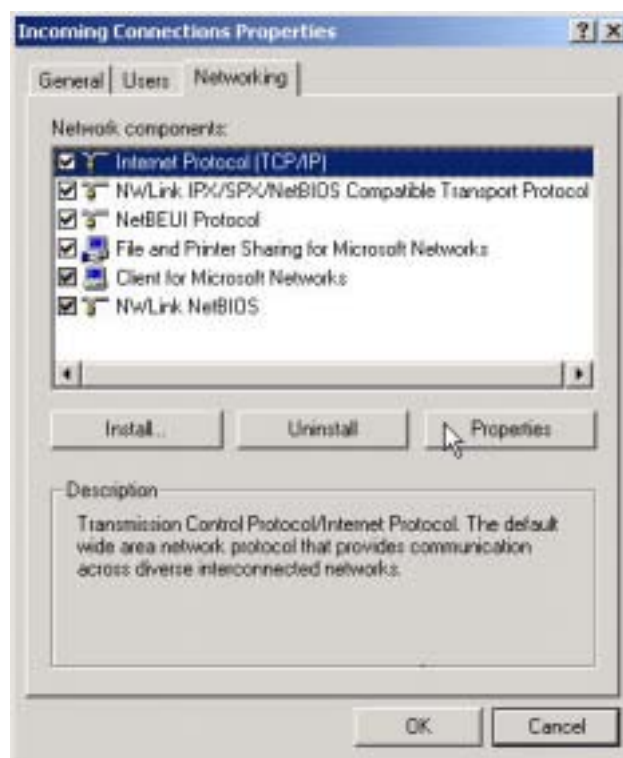 Incoming Connections Properties
General Users Networking
Network components:
Internet Protocol (TCP/IP)
NWLink IPX/SPX/NetBIOS Compatible Transport Protocol
NetBEUI Protocol
File and Printer Sharing for Microsoft Networks
Client for Microsoft Networks
NWLink NetBIOS
Install... Uninstall Properties
Description
Transmission Control Protocol/Internet Protocol. The default
wide area network protocol that provides communication
across diverse interconnected networks.
OK Cancel